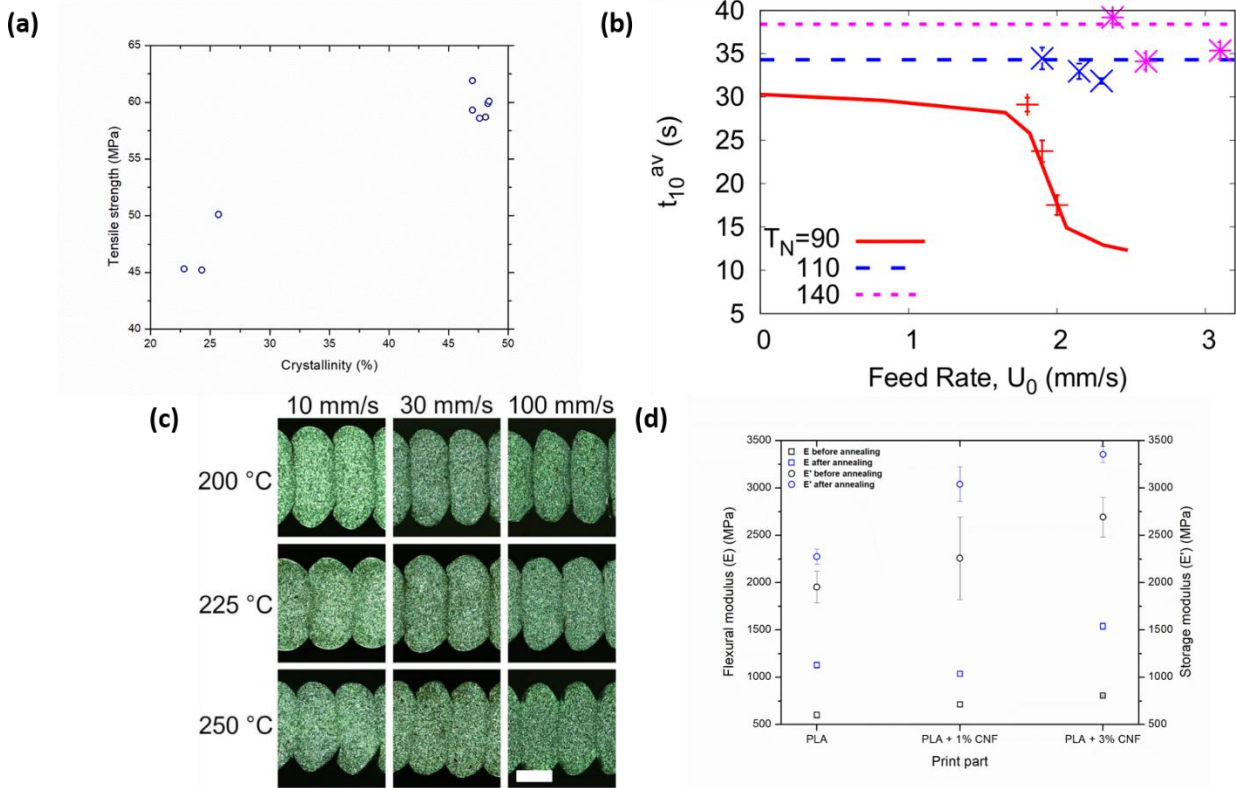 (a)
65
60
55
50
45
40
Tensile strength (MPa)
20 25 30 35 40 45 50
Crystallinity (%)
(b)
40
35
30
25
20
15
10
5
t₁₀ᵃᵛ (s)
T_N=90
110
140
0 1 2 3
Feed Rate, U₀ (mm/s)
(c)
10 mm/s 30 mm/s 100 mm/s
200 °C
225 °C
250 °C
(d)
E before annealing
E after annealing
E' before annealing
E' after annealing
3500
3000
2500
2000
1500
1000
500
Flexural modulus (E) (MPa)
3500
3000
2500
2000
1500
1000
500
Storage modulus (E') (MPa)
PLA PLA + 1% CNF PLA + 3% CNF
Print part